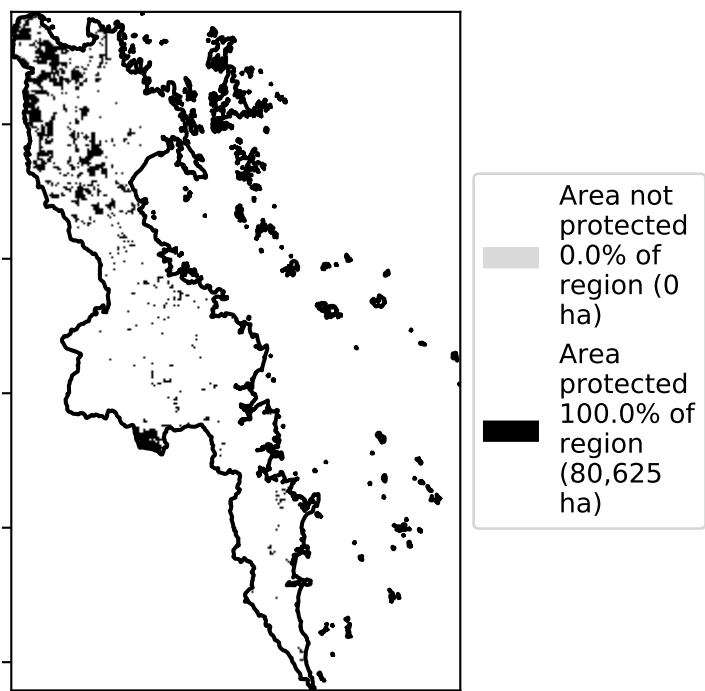 Area not
protected
0.0% of
region (0
ha)
Area
protected
100.0% of
region
(80,625
ha)